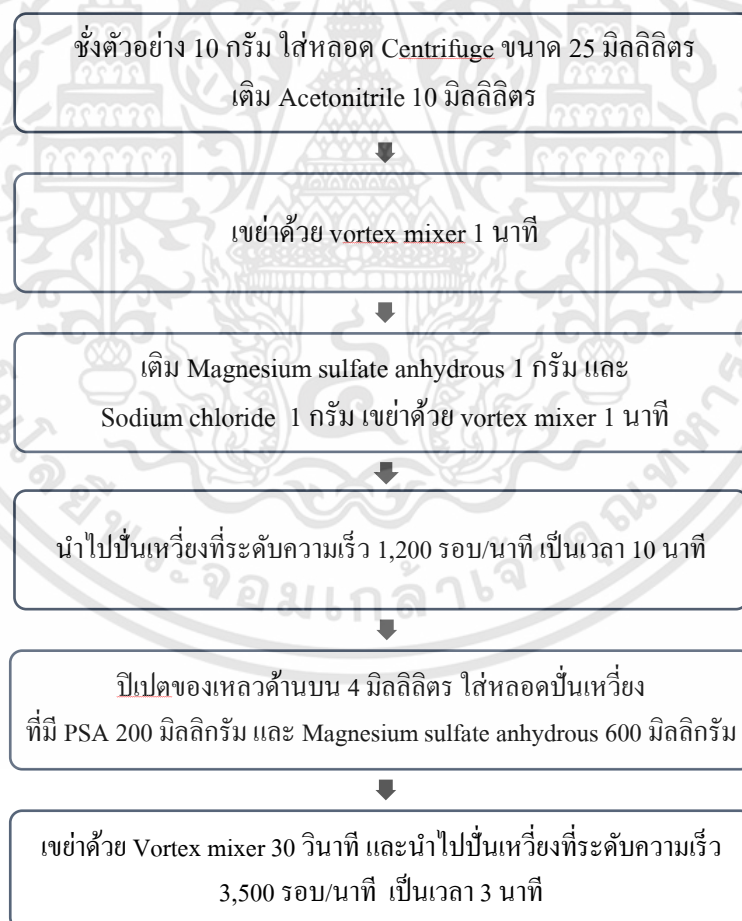 ชั่งตัวอย่าง 10 กรัม ใส่หลอด Centrifuge ขนาด 25 มิลลิลิตร
เติม Acetonitrile 10 มิลลิลิตร
เขย่าด้วย vortex mixer 1 นาที
เติม Magnesium sulfate anhydrous 1 กรัม และ
Sodium chloride 1 กรัม เขย่าด้วย vortex mixer 1 นาที
นำไปปั่นเหวี่ยงที่ระดับความเร็ว 1,200 รอบ/นาที เป็นเวลา 10 นาที
ปิเปตของเหลวด้านบน 4 มิลลิลิตร ใส่หลอดปั่นเหวี่ยง
ที่มี PSA 200 มิลลิกรัม และ Magnesium sulfate anhydrous 600 มิลลิกรัม
เขย่าด้วย Vortex mixer 30 วินาที และนำไปปั่นเหวี่ยงที่ระดับความเร็ว
3,500 รอบ/นาที เป็นเวลา 3 นาที